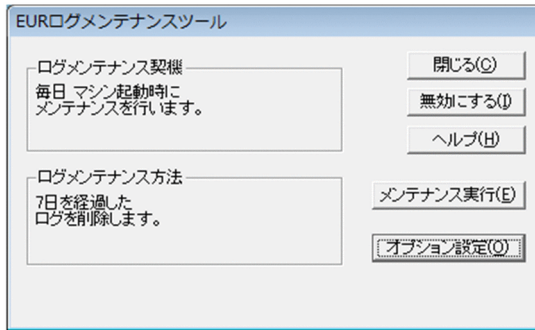 EURログメンテナンスツール
ログメンテナンス契機
毎日 マシン起動時に
メンテナンスを行います。
ログメンテナンス方法
7日を経過した
ログを削除します。
閉じる(C)
無効にする(I)
ヘルプ(H)
メンテナンス実行(E)
オプション設定(O)